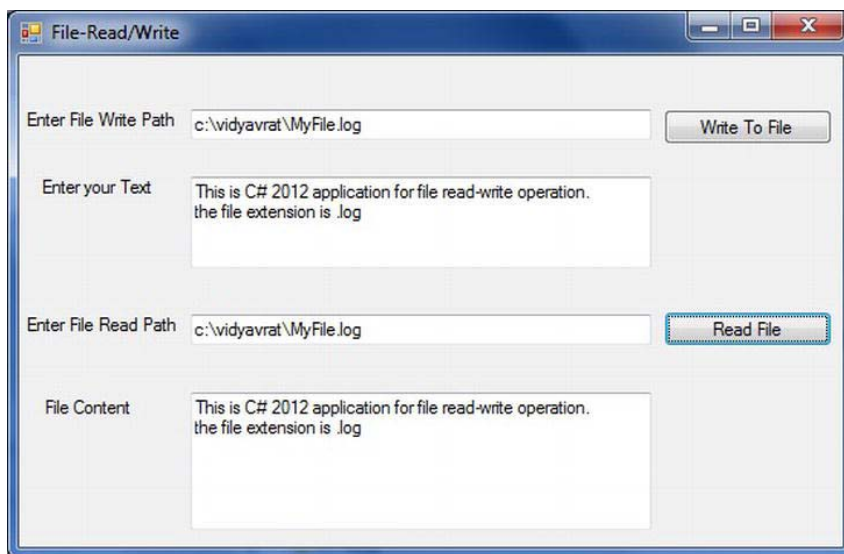 File-Read/Write
Enter File Write Path
c:\vidyavrat\MyFile.log
Write To File
Enter your Text
This is C# 2012 application for file read-write operation.
the file extension is .log
Enter File Read Path
c:\vidyavrat\MyFile.log
Read File
File Content
This is C# 2012 application for file read-write operation.
the file extension is .log